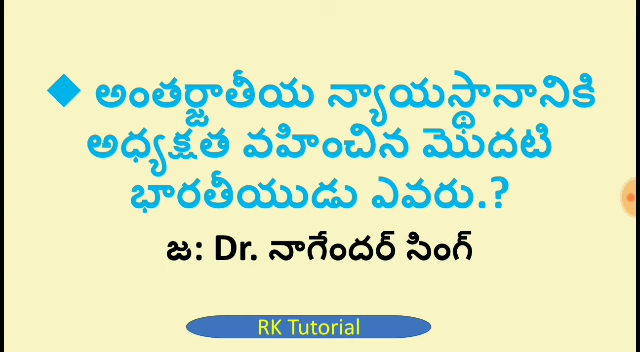 ◆ అంతర్జాతీయ న్యాయస్థానానికి
అధ్యక్షత వహించిన మొదటి
భారతీయుడు ఎవరు.?
జ: Dr. నాగేందర్ సింగ్
RK Tutorial